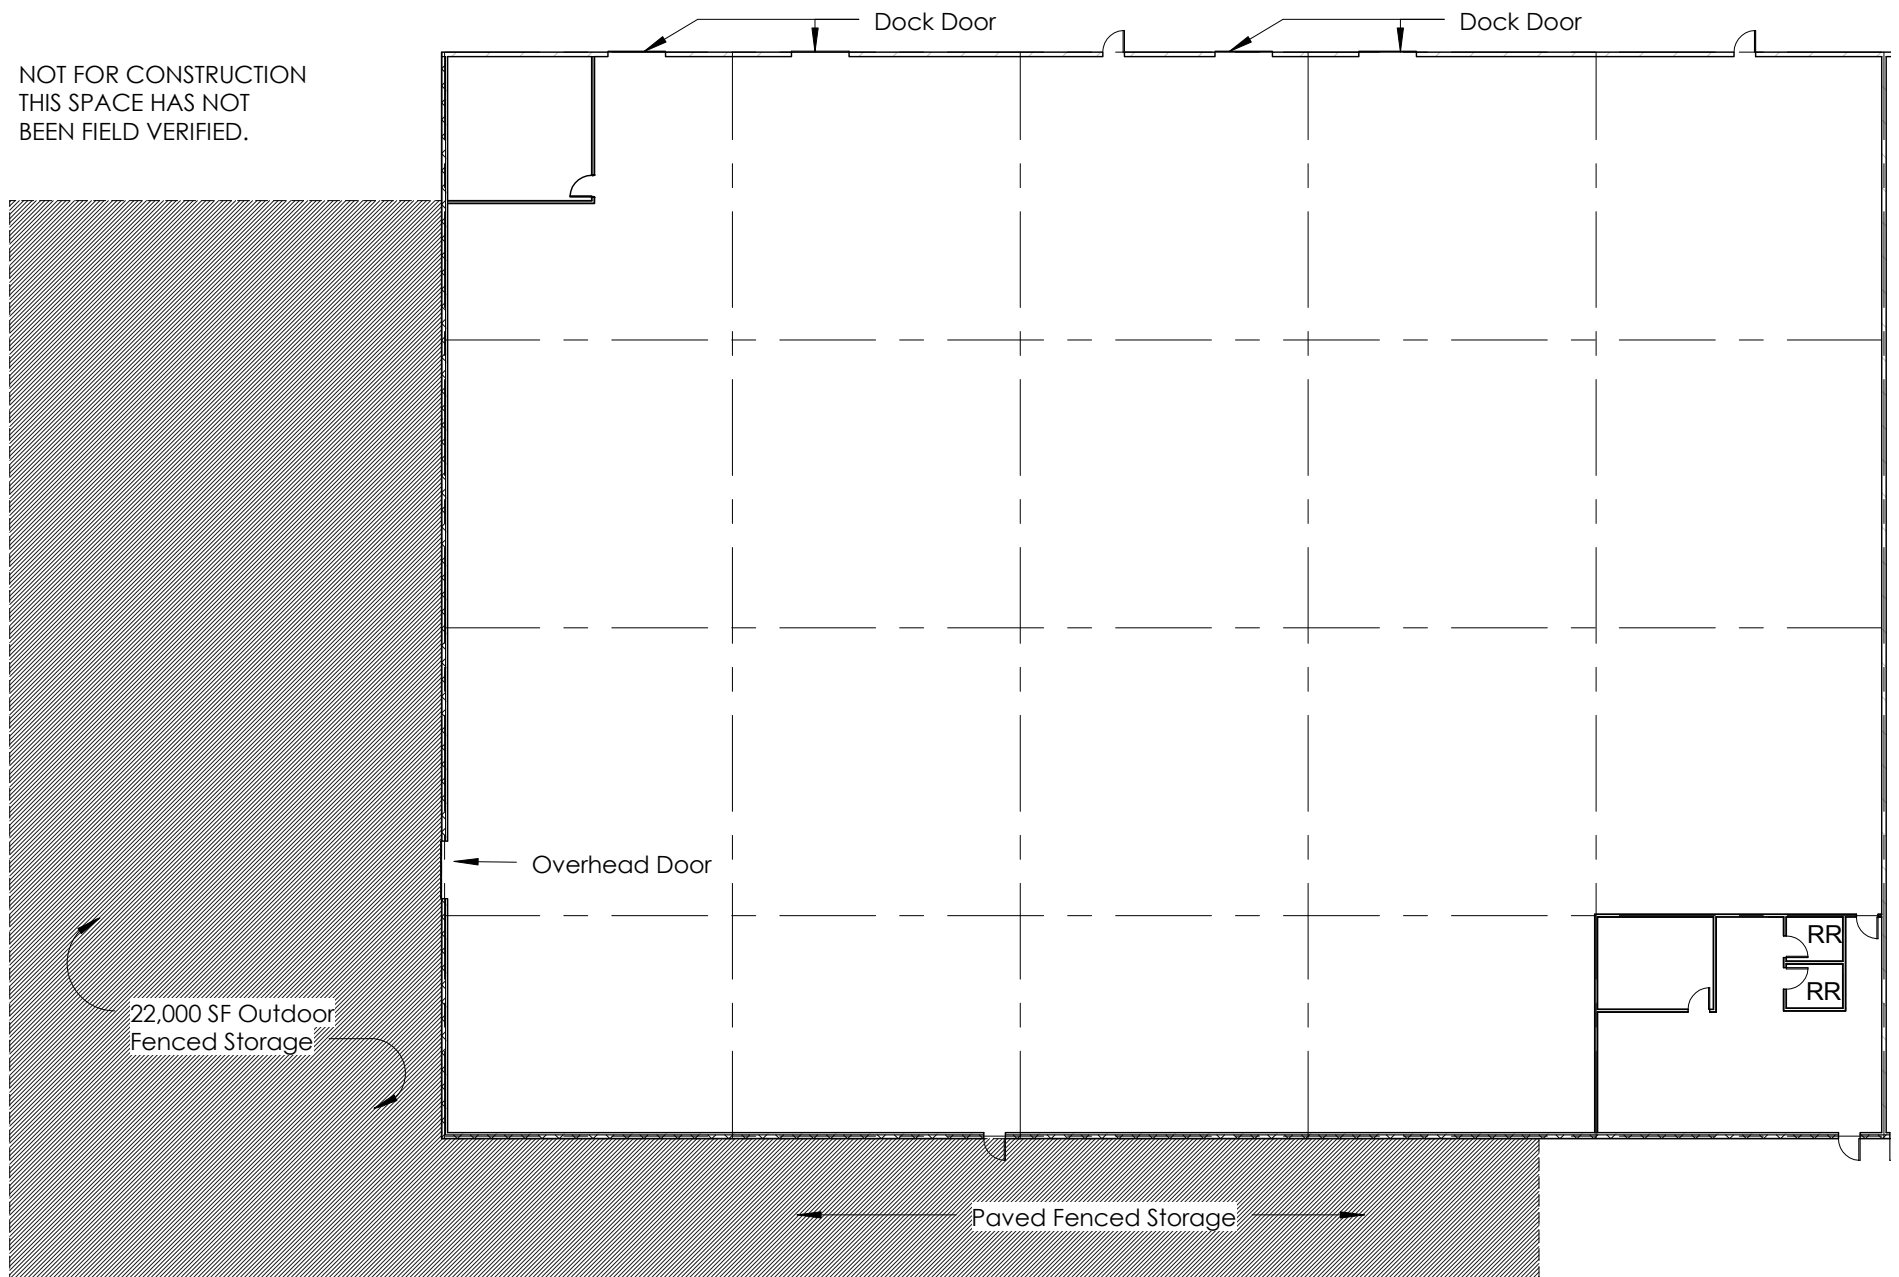 Dock Door
Dock Door
NOT FOR CONSTRUCTION
THIS SPACE HAS NOT
BEEN FIELD VERIFIED.
Overhead Door
RR
RR
22,000 SF Outdoor
Fenced Storage
Paved Fenced Storage